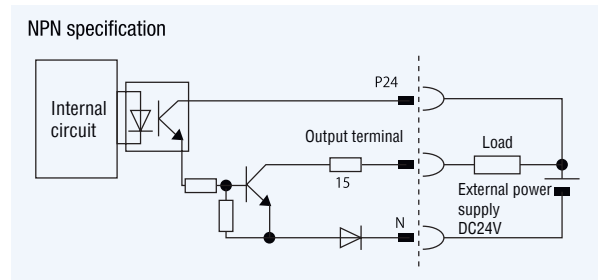 NPN specification
P24
Internal
circuit
Output terminal
Load
15
External power
supply
DC24V
N